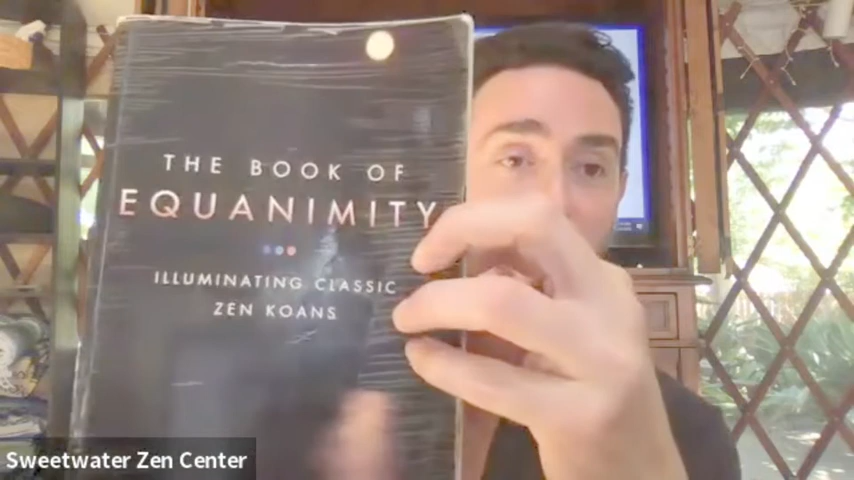 THE BOOK OF
EQUANIMITY
ILLUMINATING CLASSIC
ZEN KOANS
Sweetwater Zen Center